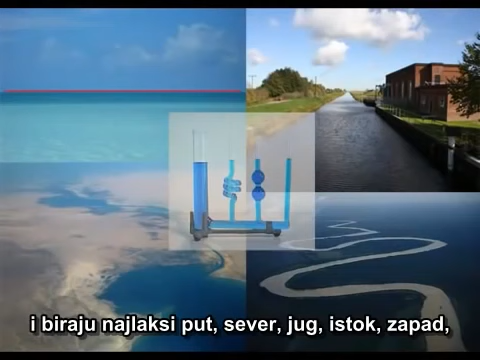 i biraju najlaksi put, sever, jug, istok, zapad,